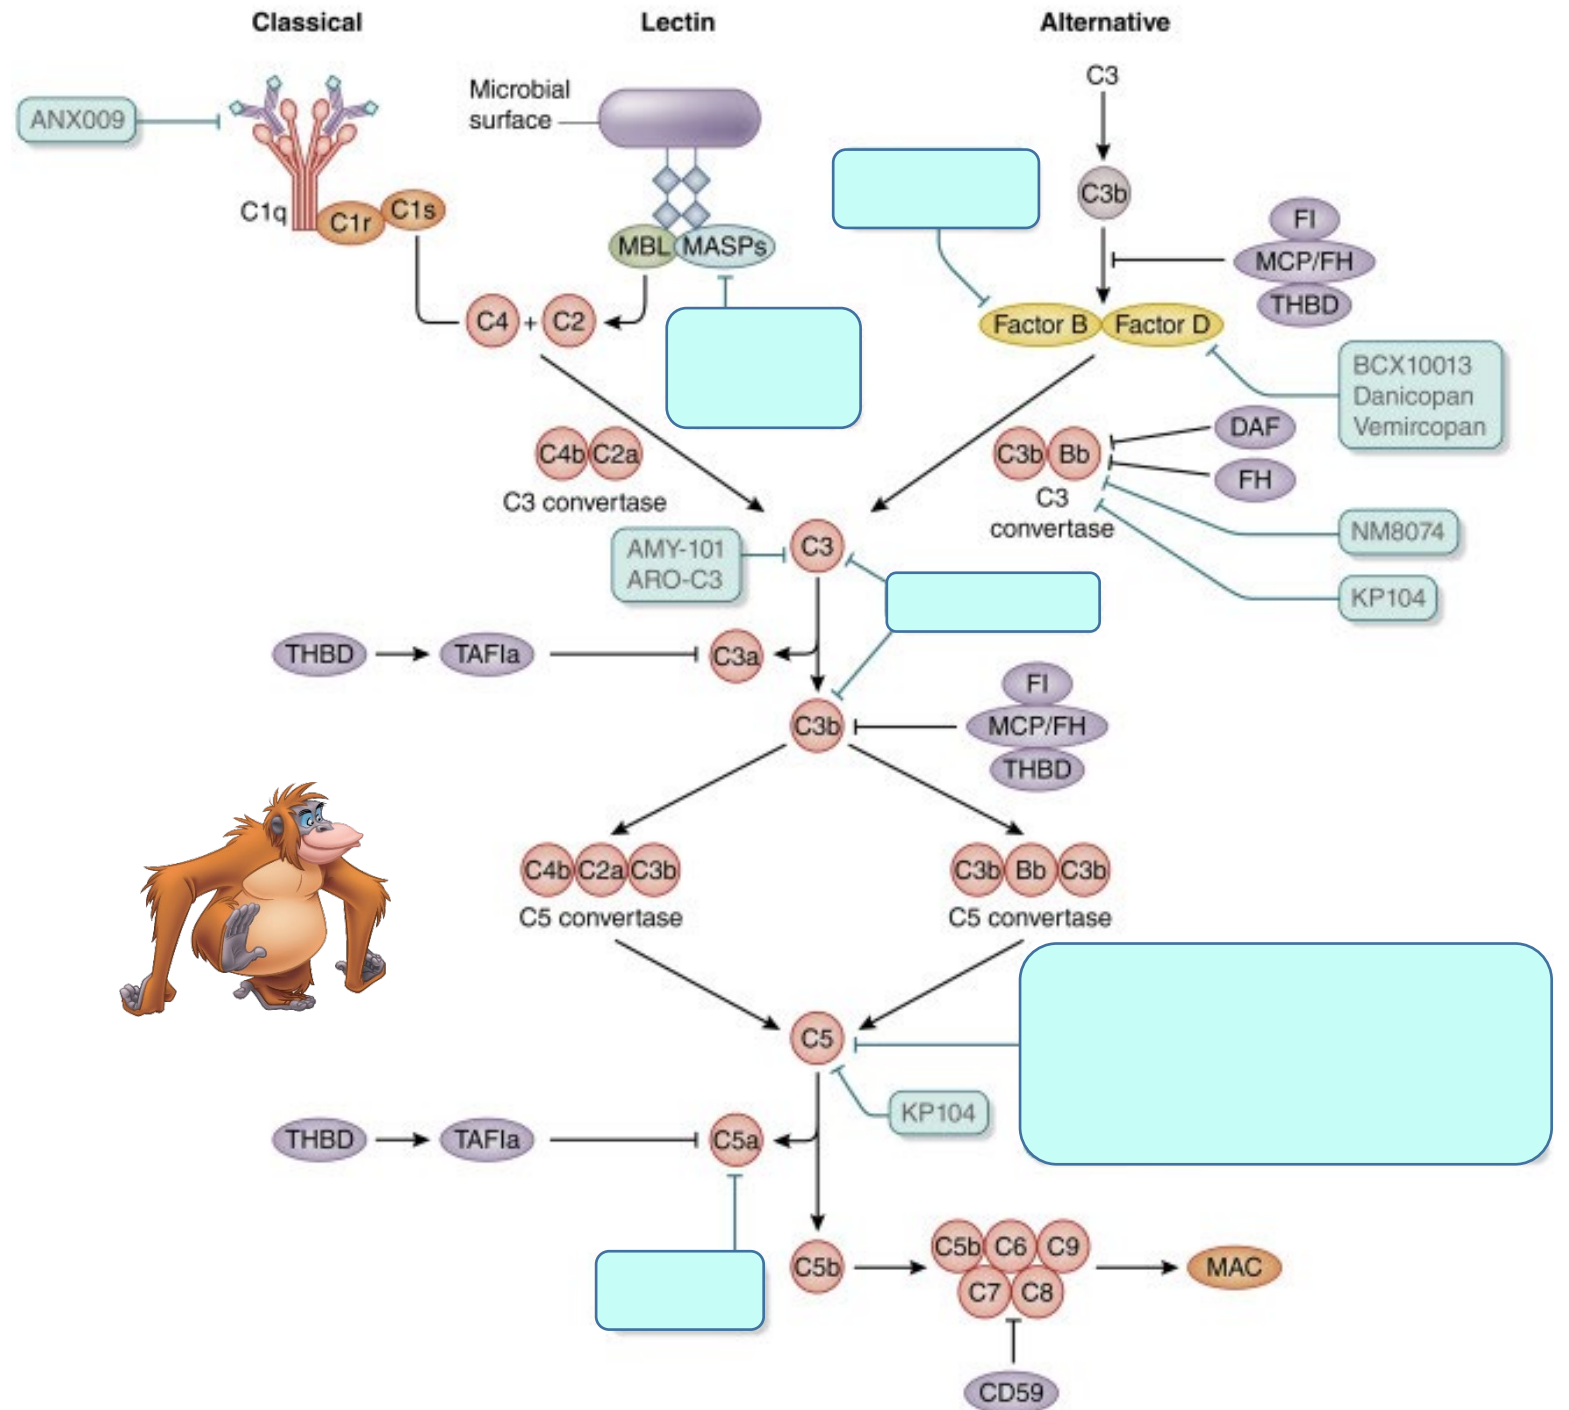 Classical
Lectin
Alternative
ANX009
C1q
C1r
C1s
Microbial
surface
MBL
MASPs
C3
C3b
FI
MCP/FH
THBD
C4 + C2
Factor B
Factor D
BCX10013
Danicopan
Vemircopan
C4b
C2a
C3 convertase
C3b
Bb
C3
convertase
DAF
FH
NM8074
KP104
AMY-101
ARO-C3
C3
THBD
TAFIa
C3a
C3b
FI
MCP/FH
THBD
C4b
C2a
C3b
C5 convertase
C3b
Bb
C3b
C5 convertase
C5
KP104
THBD
TAFIa
C5a
C5b
C5b
C6
C9
C7
C8
MAC
CD59